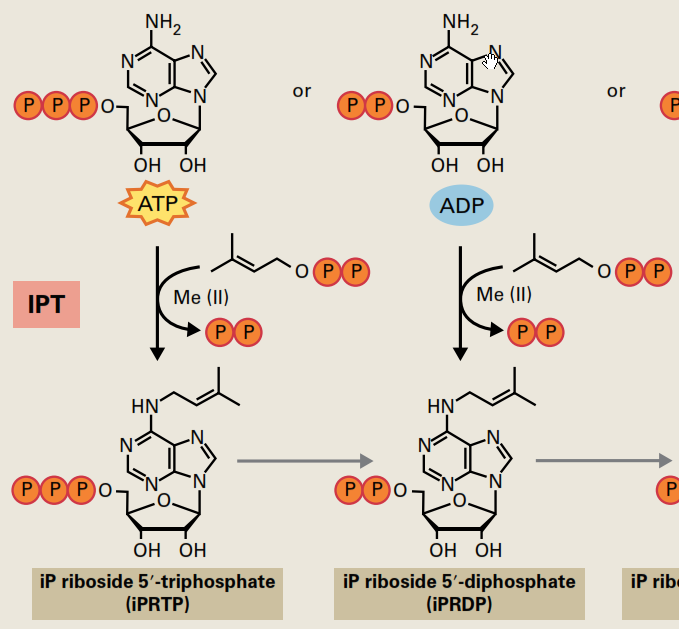 NH2 NH2
N N N N
N N N N
P P P O O or P P O O or P
OH OH OH OH
ATP ADP
O P P O P P
IPT Me (II) Me (II)
P P P P
HN HN
N N N N
N N N N
P P P O O P P O O P
OH OH OH OH
iP riboside 5′-triphosphate
(iPRTP)
iP riboside 5′-diphosphate
(iPRDP)
iP